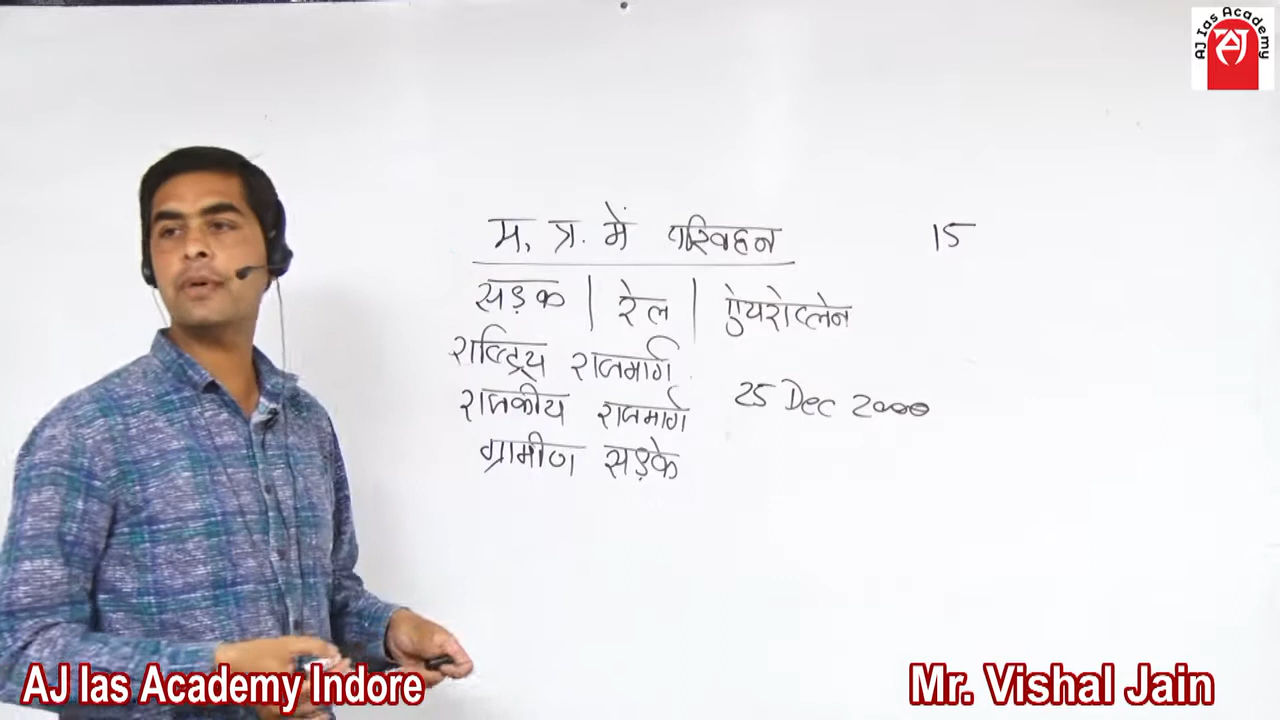 AJ Ias Academy
म. प्र. में परिवहन 15
सड़क | रेल | ऐयरोप्लेन
राष्ट्रिय राजमार्ग
राजकीय राजमार्ग 25 Dec 2000
ग्रामीण सड़के
AJ Ias Academy Indore
Mr. Vishal Jain